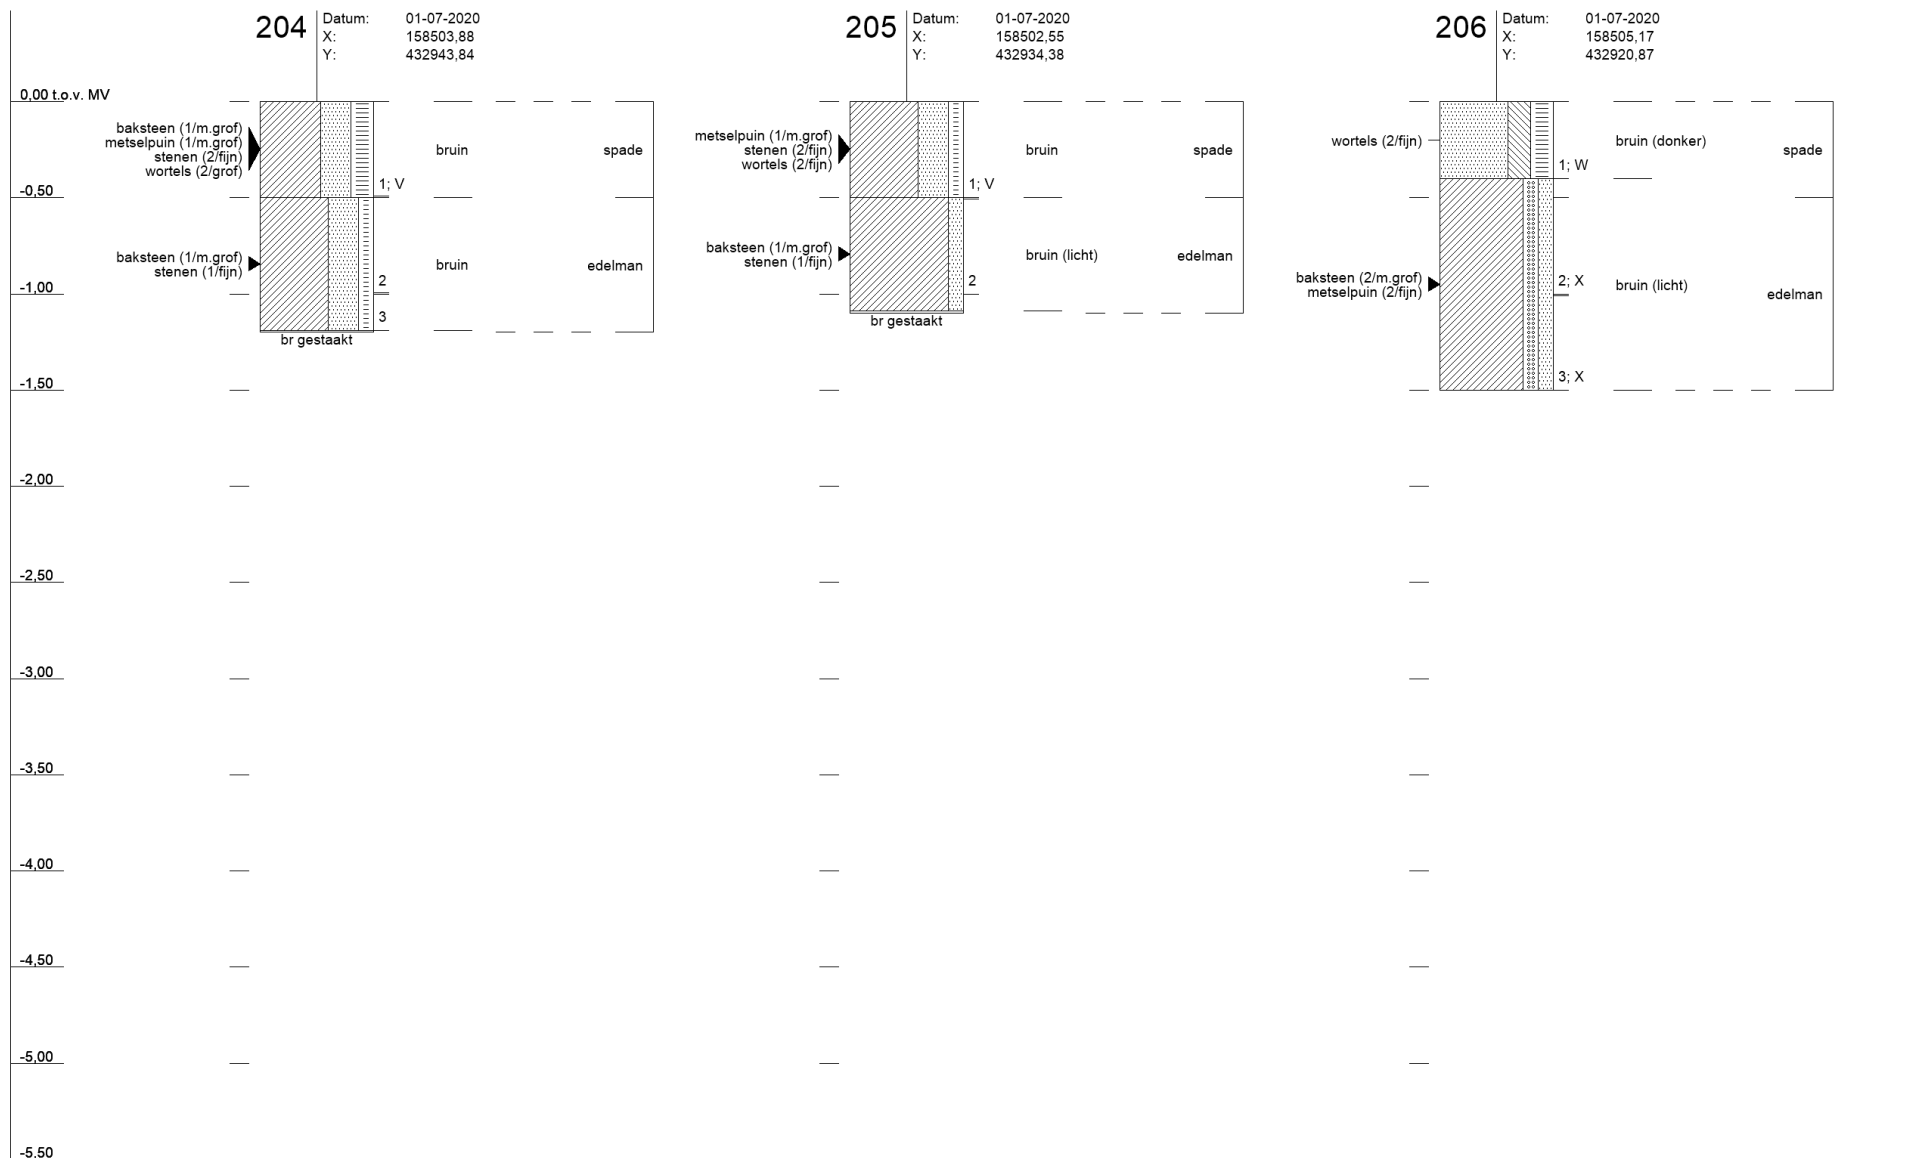 204
Datum: 01-07-2020
X: 158503,88
Y: 432943,84
205
Datum: 01-07-2020
X: 158502,55
Y: 432934,38
206
Datum: 01-07-2020
X: 158505,17
Y: 432920,87
0,00 t.o.v. MV
-0,50
-1,00
-1,50
-2,00
-2,50
-3,00
-3,50
-4,00
-4,50
-5,00
-5,50
baksteen (1/m.grof)
metselpuin (1/m.grof)
stenen (2/fijn)
wortels (2/grof)
1; V
bruin
spade
baksteen (1/m.grof)
stenen (1/fijn)
2
3
bruin
edelman
br gestaakt
metselpuin (1/m.grof)
stenen (2/fijn)
wortels (2/fijn)
1; V
bruin
spade
baksteen (1/m.grof)
stenen (1/fijn)
2
bruin (licht)
edelman
br gestaakt
wortels (2/fijn)
1; W
bruin (donker)
spade
baksteen (2/m.grof)
metselpuin (2/fijn)
2; X
3; X
bruin (licht)
edelman